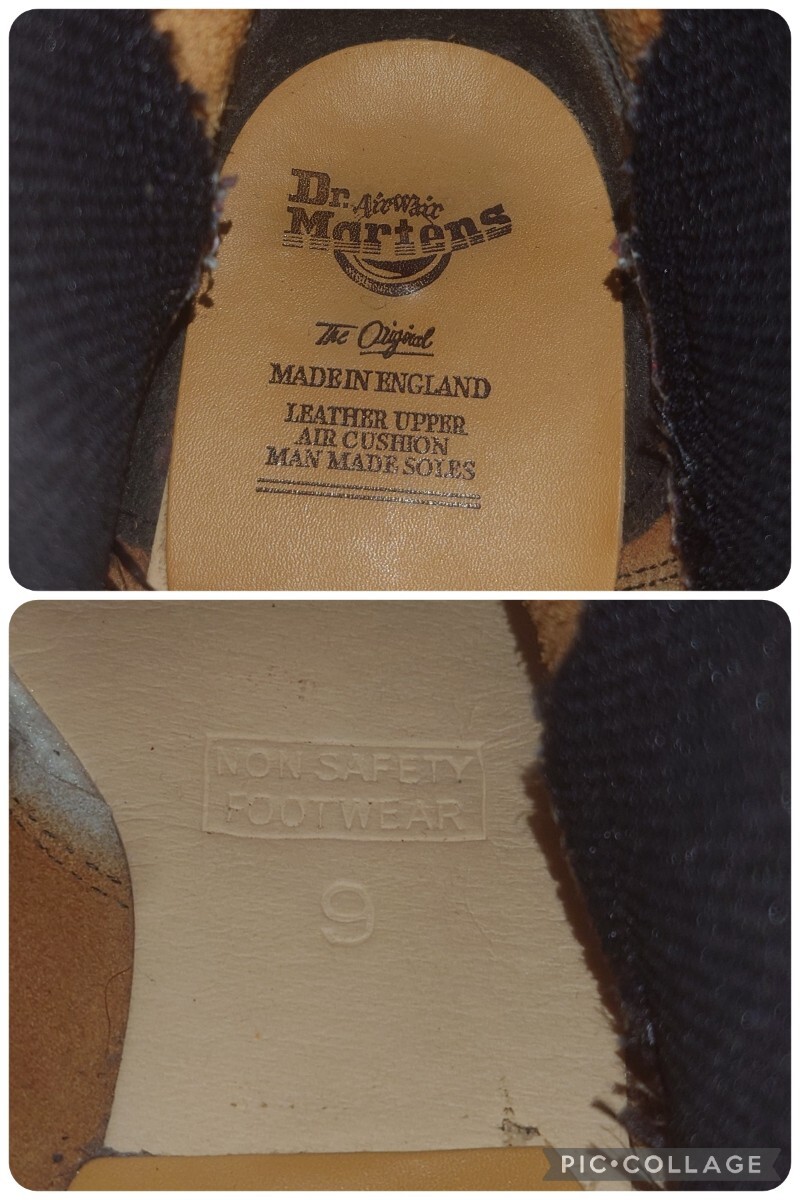 Dr. AirWair
Martens
The Original
MADE IN ENGLAND
LEATHER UPPER
AIR CUSHION
MAN MADE SOLES
NON SAFETY
FOOTWEAR
9
PIC•COLLAGE